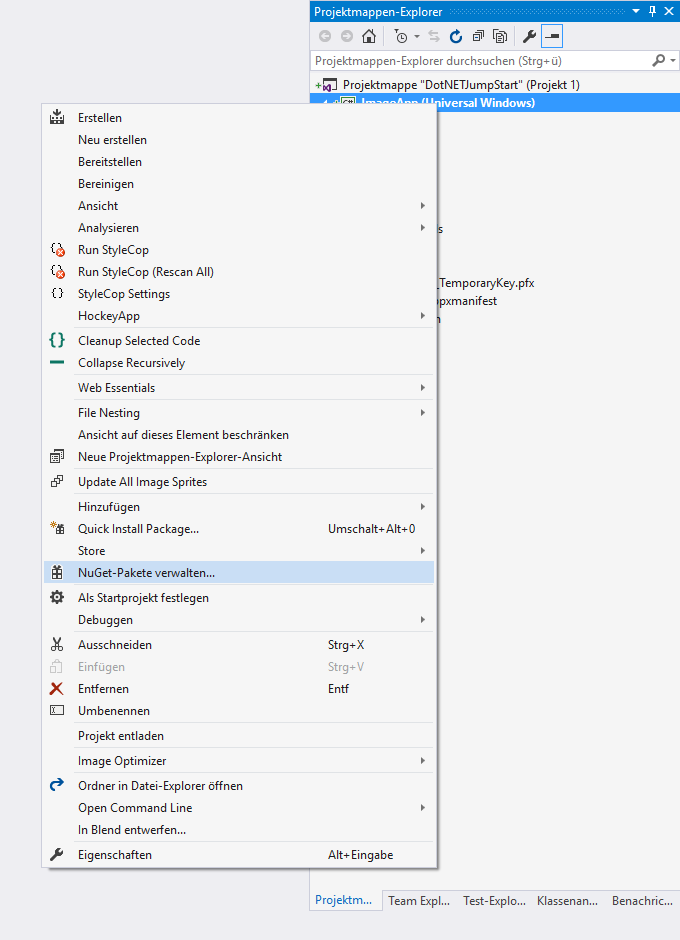 Projektmappen-Explorer
Projektmappen-Explorer durchsuchen (Strg+ü)
Projektmappe "DotNETJumpStart" (Projekt 1)
ImageApp (Universal Windows)
Erstellen
Neu erstellen
Bereitstellen
Bereinigen
Ansicht
Analysieren
s
Run StyleCop
Run StyleCop (Rescan All)
_TemporaryKey.pfx
StyleCop Settings
pxmanifest
HockeyApp
Cleanup Selected Code
Collapse Recursively
Web Essentials
File Nesting
Ansicht auf dieses Element beschränken
Neue Projektmappen-Explorer-Ansicht
Update All Image Sprites
Hinzufügen
Quick Install Package... Umschalt+Alt+0
Store
NuGet-Pakete verwalten...
Als Startprojekt festlegen
Debuggen
Ausschneiden Strg+X
Einfügen Strg+V
Entfernen Entf
Umbenennen
Projekt entladen
Image Optimizer
Ordner in Datei-Explorer öffnen
Open Command Line
In Blend entwerfen...
Eigenschaften Alt+Eingabe
Projektm... Team Expl... Test-Explo... Klassenan... Benachric...